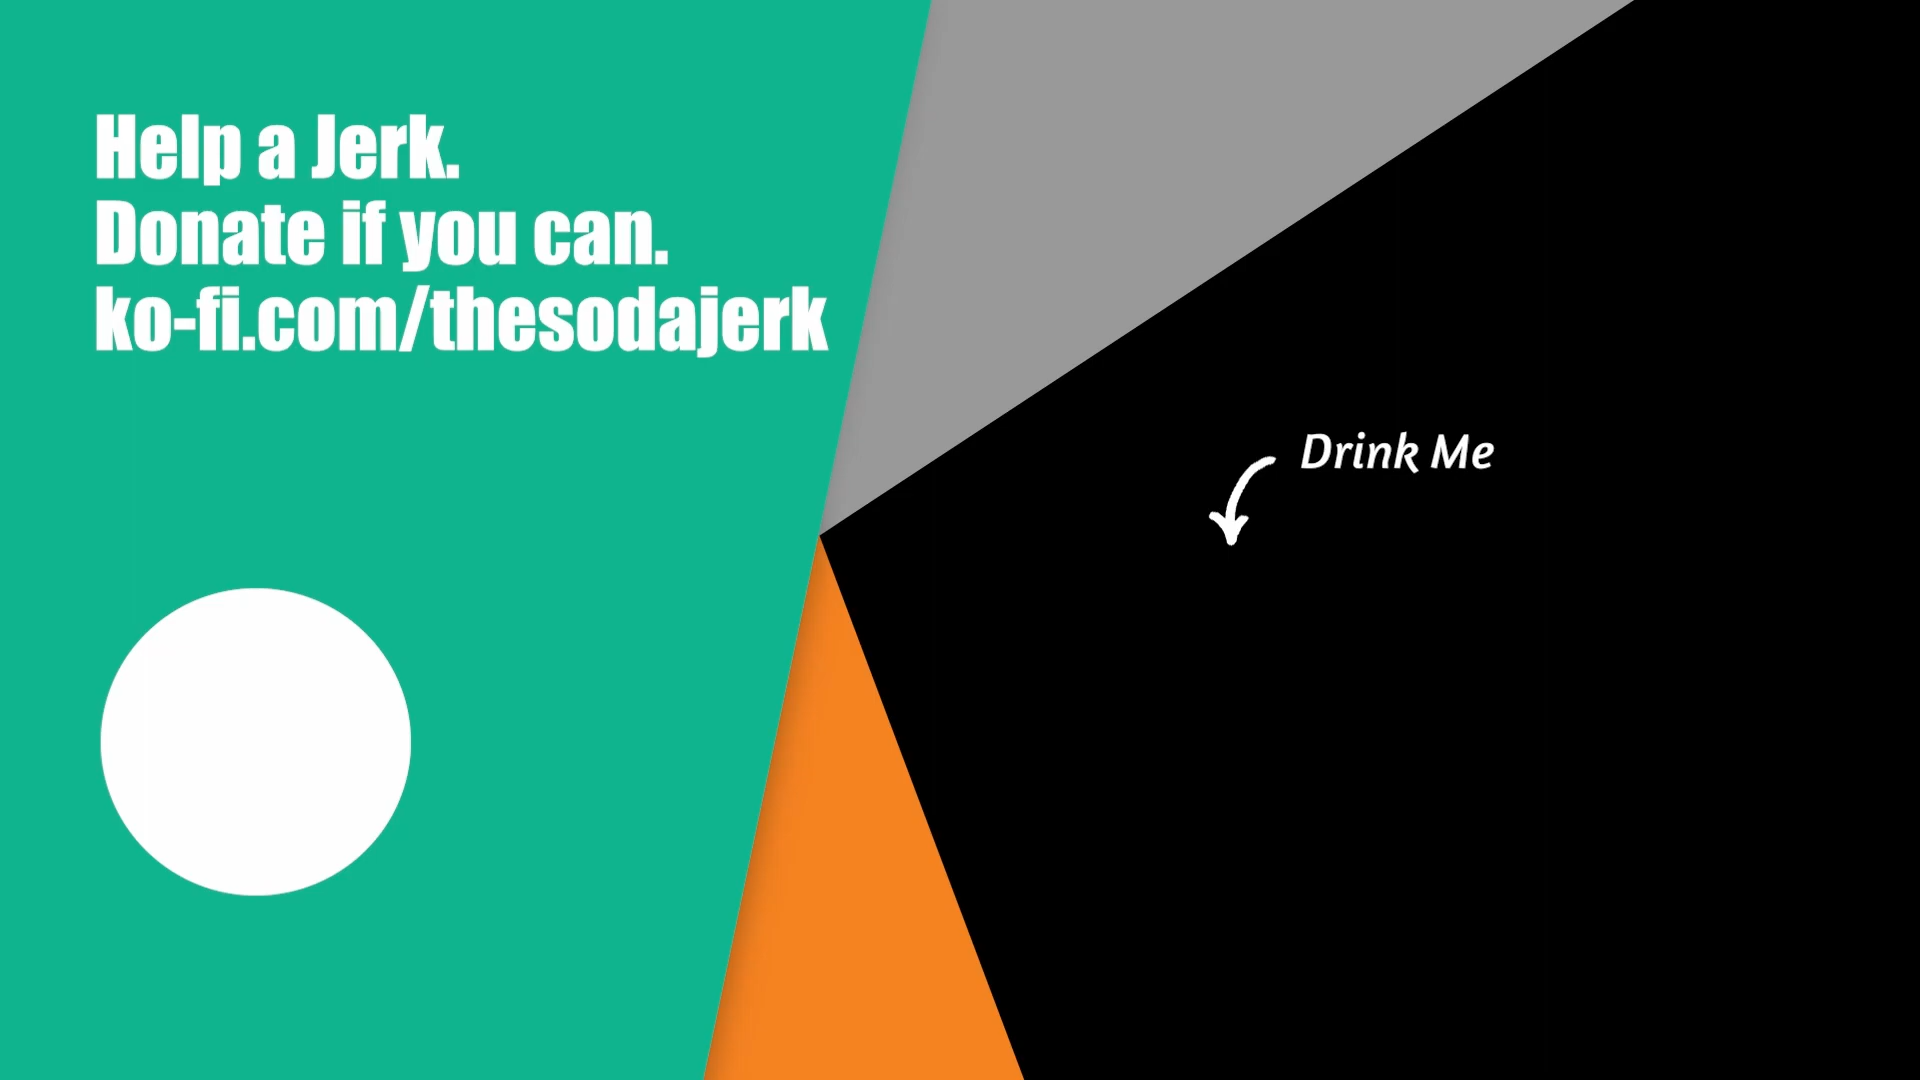 Help a Jerk.
Donate if you can.
ko-fi.com/thesodajerk
Drink Me